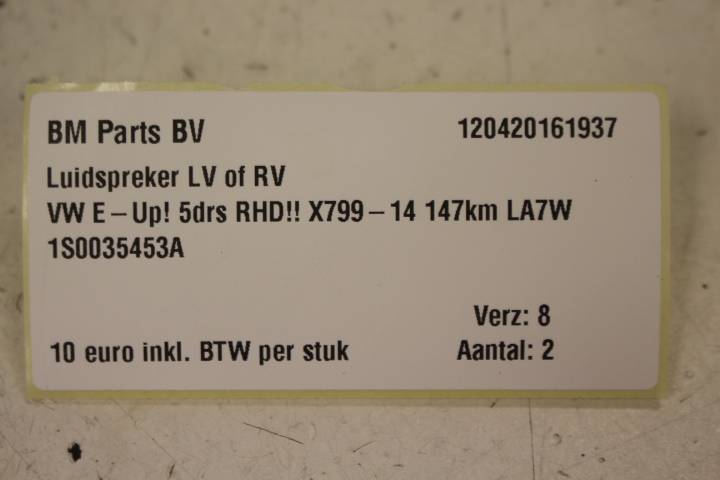 BM Parts BV 120420161937
Luidspreker LV of RV
VW E-Up! 5drs RHD!! X799-14 147km LA7W
1S0035453A
Verz: 8
10 euro inkl. BTW per stuk Aantal: 2